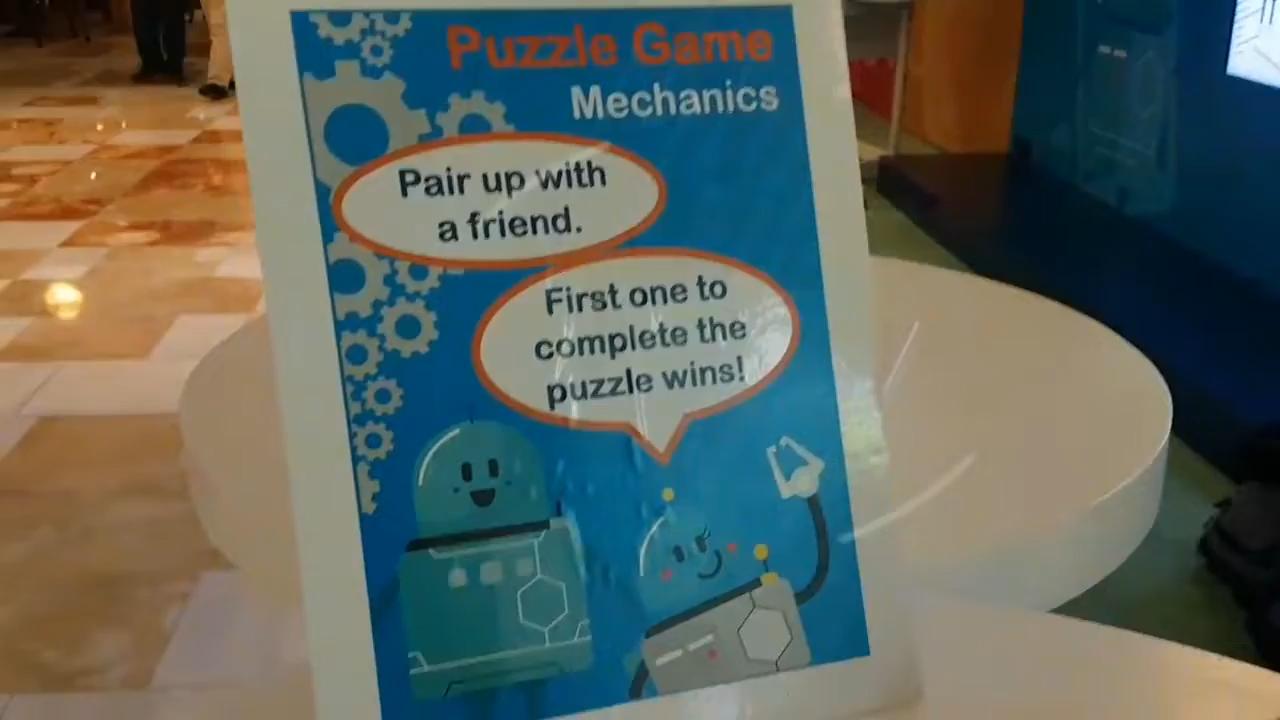 Puzzle Game
Mechanics
Pair up with
a friend.
First one to
complete the
puzzle wins!